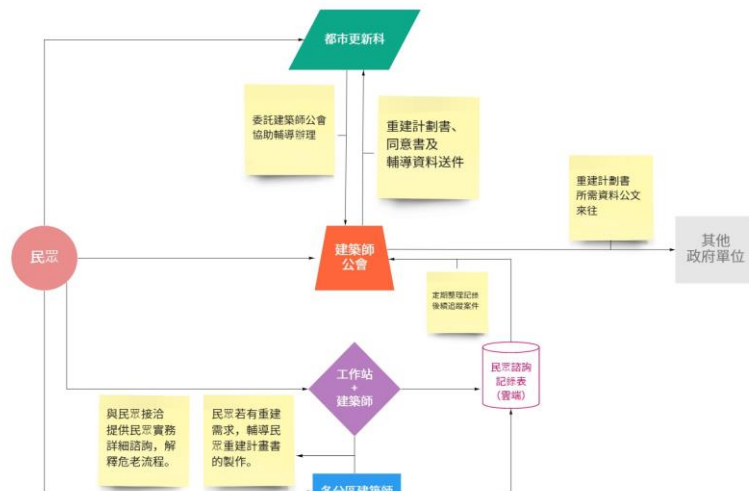 都市更新科
委託建築師公會
協助輔導辦理
重建計劃書、
同意書及
輔導資料送件
重建計劃書
所需資料公文
來往
民眾
建築師
公會
其他
政府單位
定期整理記錄
後續追蹤案件
工作站
+
建築師
民眾諮詢
記錄表
(雲端)
與民眾接洽
提供民眾實務
詳細諮詢，解
釋危老流程。
民眾若有重建
需求，輔導民
眾重建計畫書
的製作。
各分區建築師